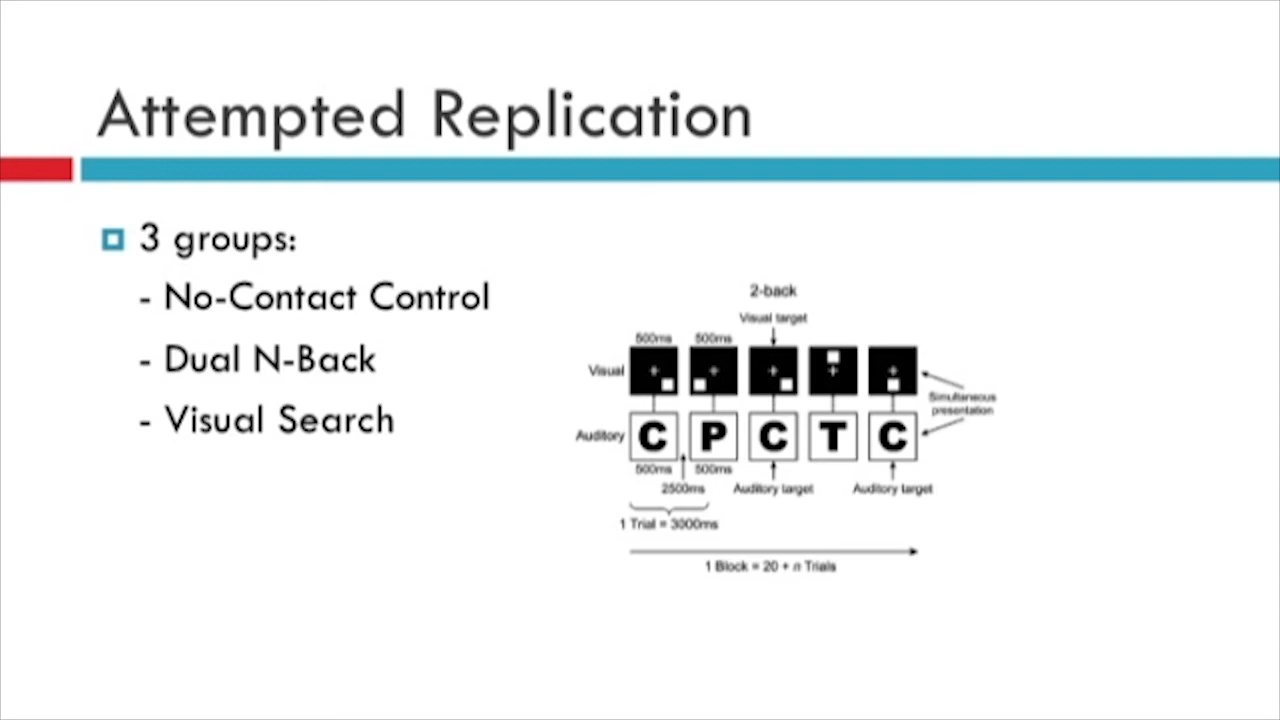 Attempted Replication
3 groups:
- No-Contact Control
- Dual N-Back
- Visual Search
2-back
Visual target
500ms 500ms
Visual
Simultaneous
presentation
Auditory C P C T C
500ms 500ms
2500ms Auditory target Auditory target
1 Trial = 3000ms
1 Block = 20 + n Trials